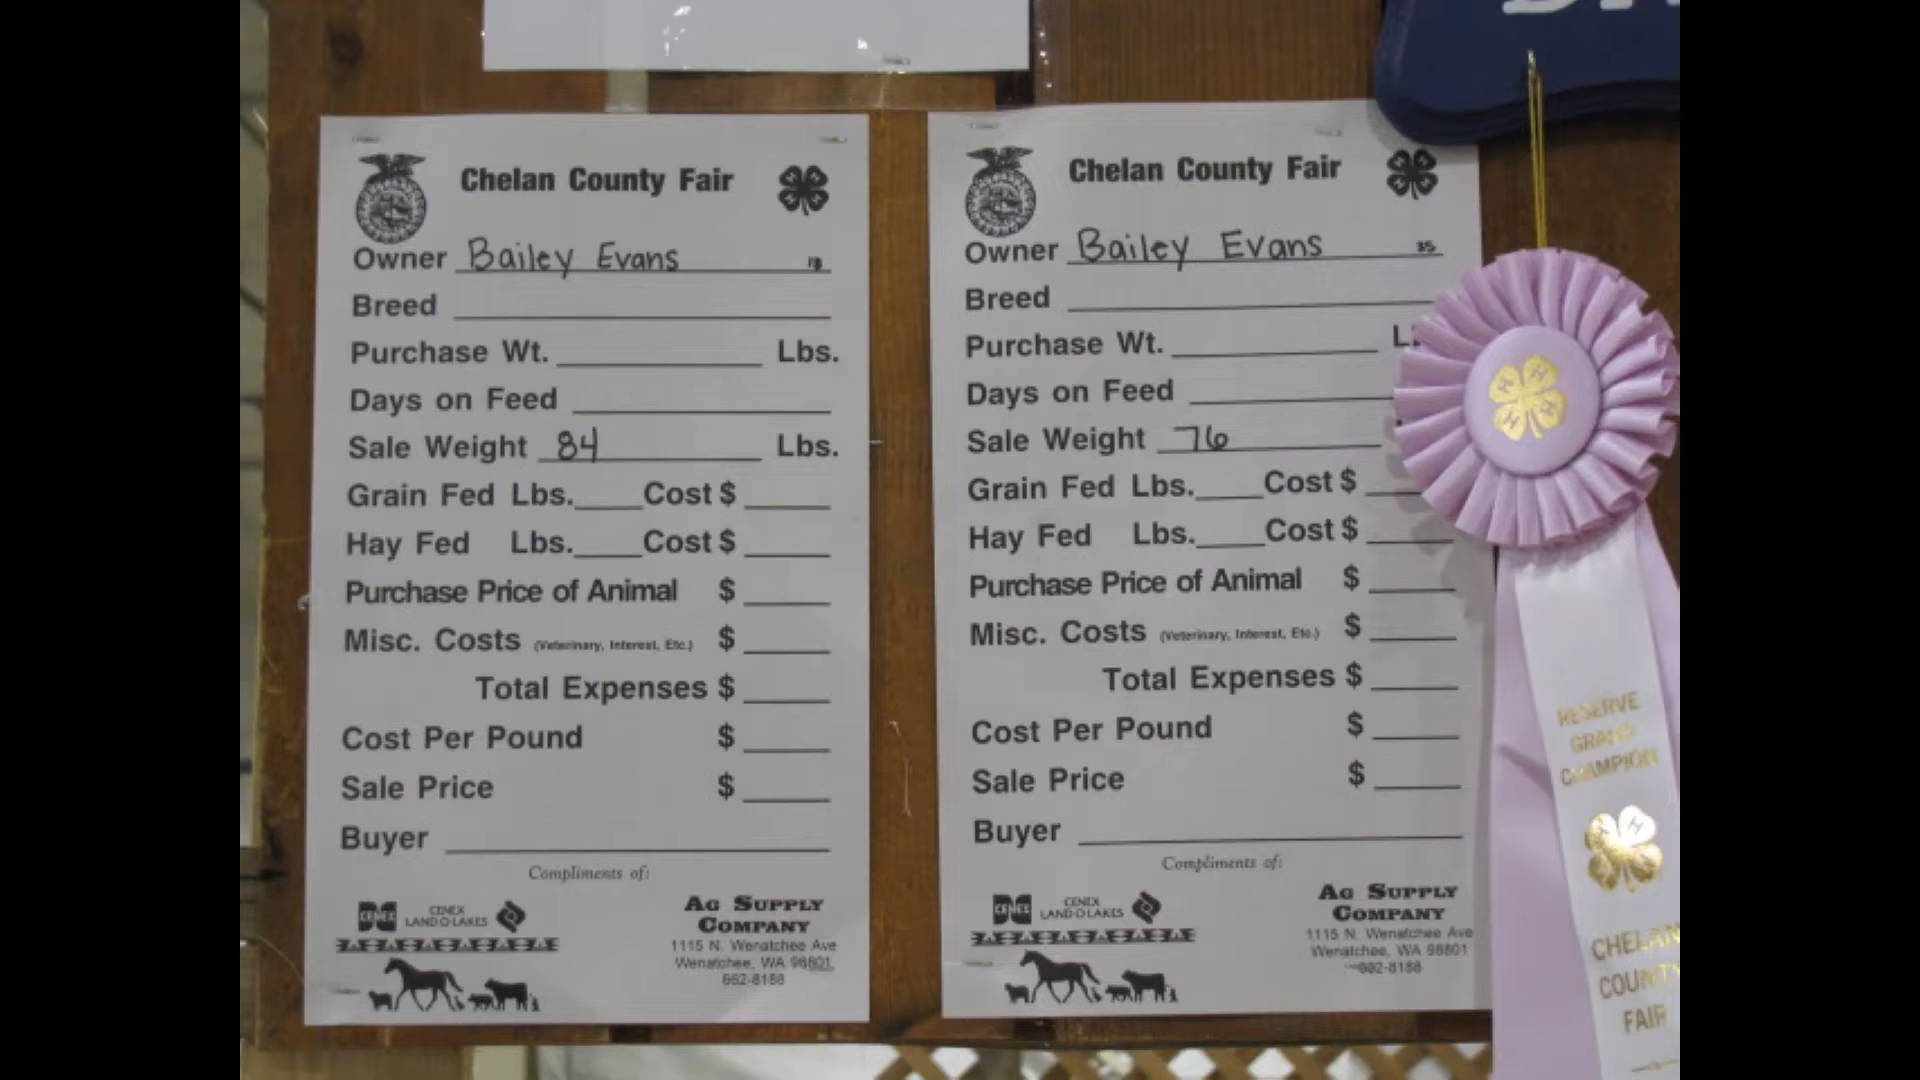 Chelan County Fair
Owner Bailey Evans 18
Breed
Purchase Wt. Lbs.
Days on Feed
Sale Weight 84 Lbs.
Grain Fed Lbs. Cost $
Hay Fed Lbs. Cost $
Purchase Price of Animal $
Misc. Costs (Veterinary, Interest, Etc.) $
Total Expenses $
Cost Per Pound $
Sale Price $
Buyer
Compliments of:
CENEX
CENEX
LAND O LAKES
AG SUPPLY
COMPANY
1115 N. Wenatchee Ave
Wenatchee, WA 98801
662-8188
Chelan County Fair
Owner Bailey Evans 35
Breed
Purchase Wt.
Days on Feed
Sale Weight 76
Grain Fed Lbs. Cost $
Hay Fed Lbs. Cost $
Purchase Price of Animal $
Misc. Costs (Veterinary, Interest, Etc.) $
Total Expenses $
Cost Per Pound $
Sale Price $
Buyer
Compliments of:
CENEX
CENEX
LAND O LAKES
AG SUPPLY
COMPANY
1115 N. Wenatchee Ave
Wenatchee, WA 98801
662-8188
H H H H
RESERVE
GRAND
CHAMPION
H H
CHELAN
COUNTY
FAIR